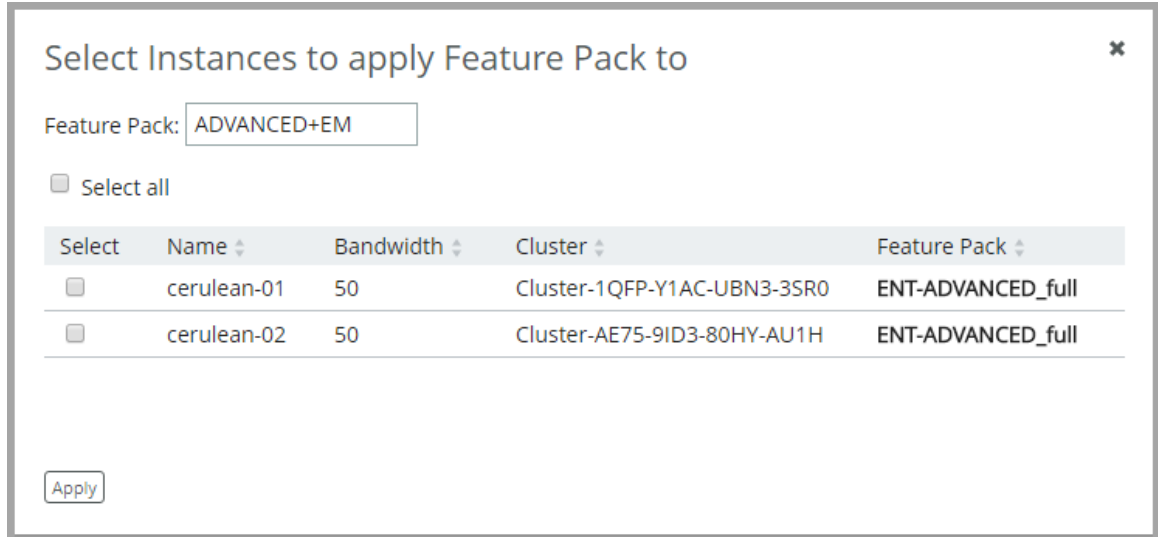 Select Instances to apply Feature Pack to
Feature Pack: ADVANCED+EM
Select all
Select Name Bandwidth Cluster Feature Pack
cerulean-01 50 Cluster-1QFP-Y1AC-UBN3-3SR0 ENT-ADVANCED_full
cerulean-02 50 Cluster-AE75-9ID3-80HY-AU1H ENT-ADVANCED_full
Apply